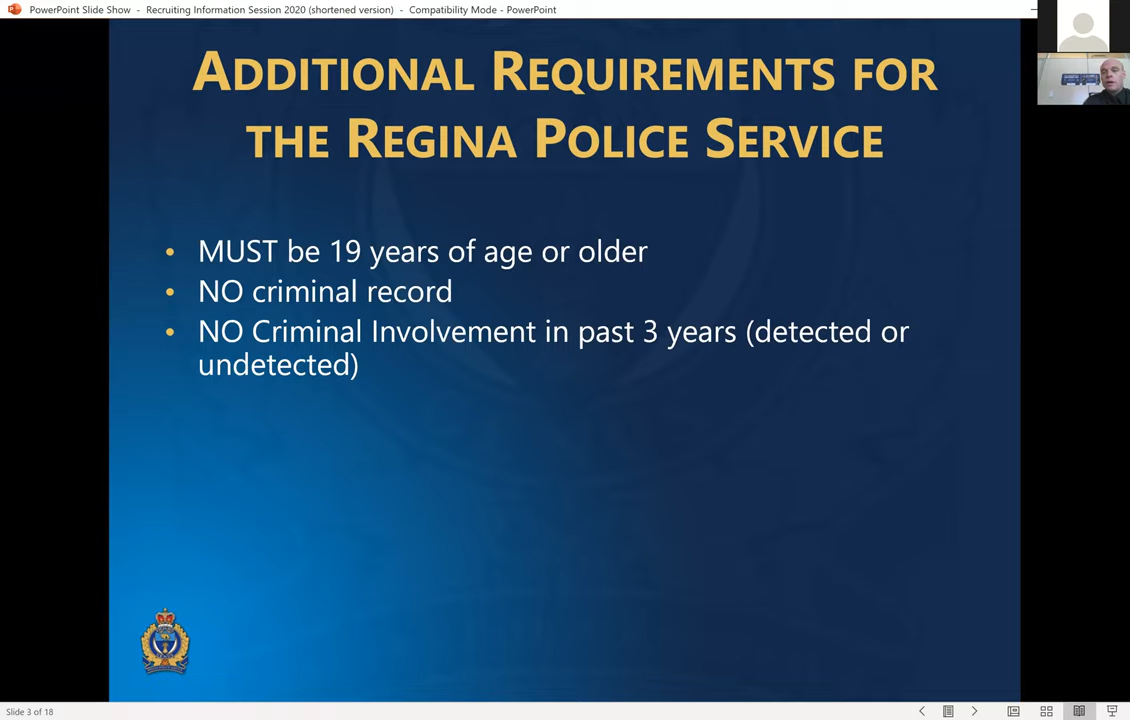 PowerPoint Slide Show - Recruiting Information Session 2020 (shortened version) - Compatibility Mode - PowerPoint
ADDITIONAL REQUIREMENTS FOR
THE REGINA POLICE SERVICE
• MUST be 19 years of age or older
• NO criminal record
• NO Criminal Involvement in past 3 years (detected or
undetected)
Slide 3 of 18